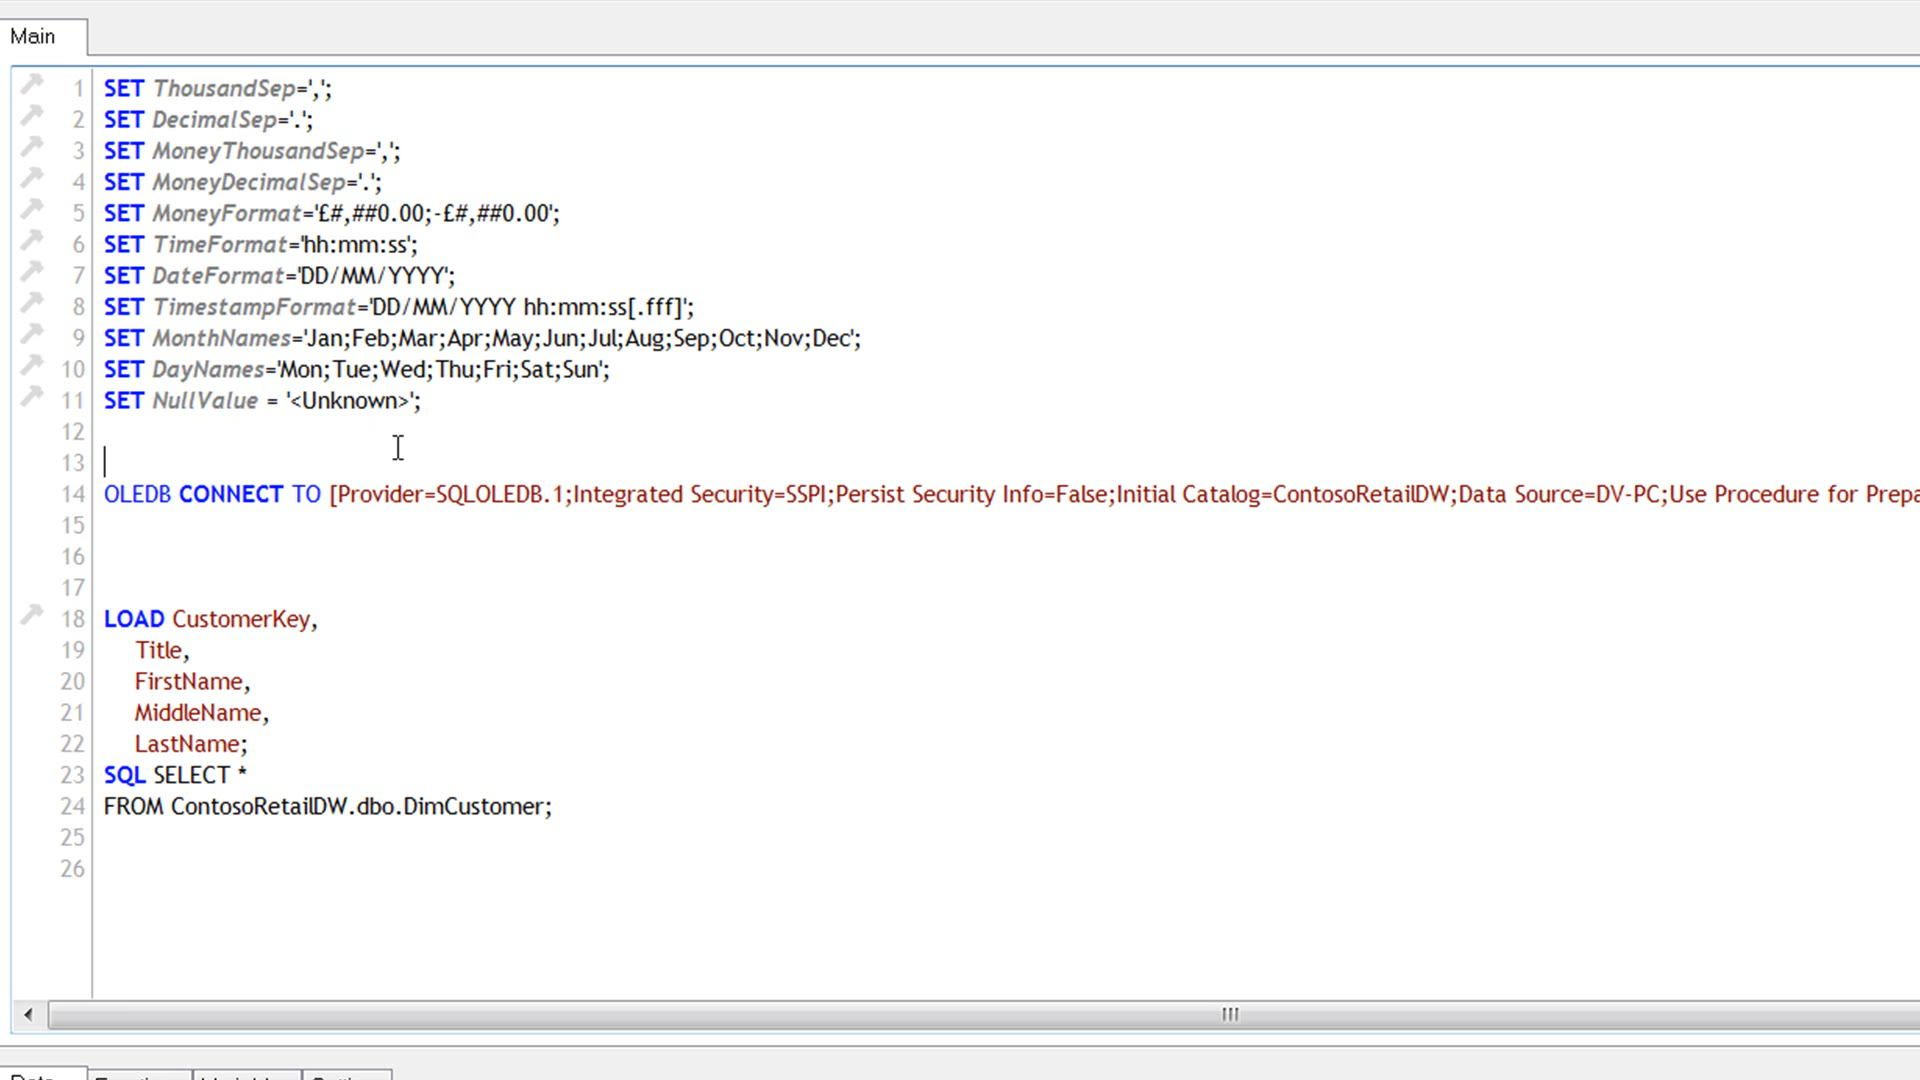 Main
1 SET ThousandSep=',';
2 SET DecimalSep='.';
3 SET MoneyThousandSep=',';
4 SET MoneyDecimalSep='.';
5 SET MoneyFormat='£#,##0.00;-£#,##0.00';
6 SET TimeFormat='hh:mm:ss';
7 SET DateFormat='DD/MM/YYYY';
8 SET TimestampFormat='DD/MM/YYYY hh:mm:ss[.fff]';
9 SET MonthNames='Jan;Feb;Mar;Apr;May;Jun;Jul;Aug;Sep;Oct;Nov;Dec';
10 SET DayNames='Mon;Tue;Wed;Thu;Fri;Sat;Sun';
11 SET NullValue = '<Unknown>';
12
13
14 OLEDB CONNECT TO [Provider=SQLOLEDB.1;Integrated Security=SSPI;Persist Security Info=False;Initial Catalog=ContosoRetailDW;Data Source=DV-PC;Use Procedure for Prepa
15
16
17
18 LOAD CustomerKey,
19 Title,
20 FirstName,
21 MiddleName,
22 LastName;
23 SQL SELECT *
24 FROM ContosoRetailDW.dbo.DimCustomer;
25
26